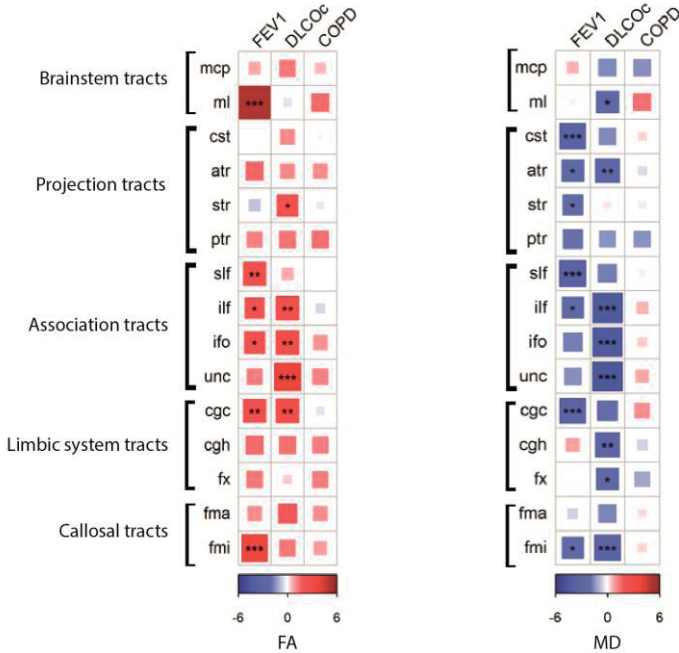 FEV1 DLCOc COPD
FEV1 DLCOc COPD
Brainstem tracts
mcp
ml ***
mcp
ml *
Projection tracts
cst
atr
str *
ptr
cst ***
atr * **
str *
ptr
Association tracts
slf **
ilf * **
ifo * **
unc ***
slf ***
ilf * ***
ifo ***
unc ***
Limbic system tracts
cgc ** **
cgh
fx
cgc ***
cgh **
fx *
Callosal tracts
fma
fmi ***
fma
fmi * ***
-6 0 6
FA
-6 0 6
MD